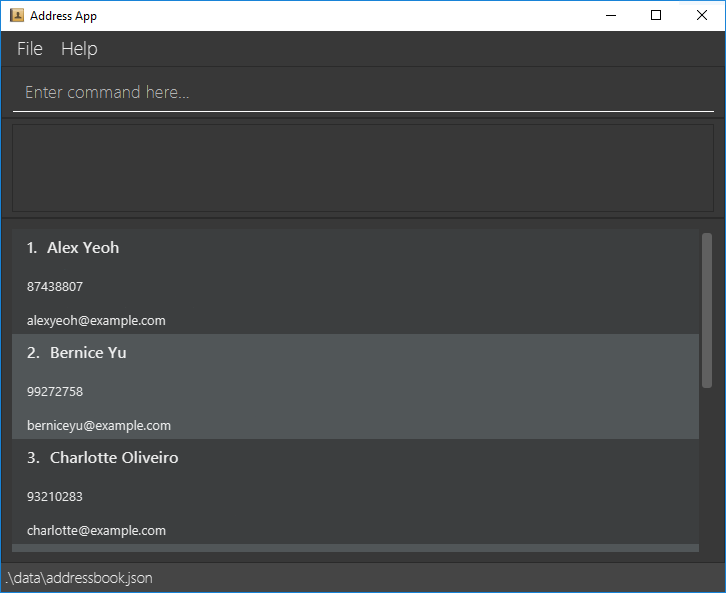 Address App
File Help
Enter command here...
1. Alex Yeoh
87438807
alexyeoh@example.com
2. Bernice Yu
99272758
berniceyu@example.com
3. Charlotte Oliveiro
93210283
charlotte@example.com
.\data\addressbook.json